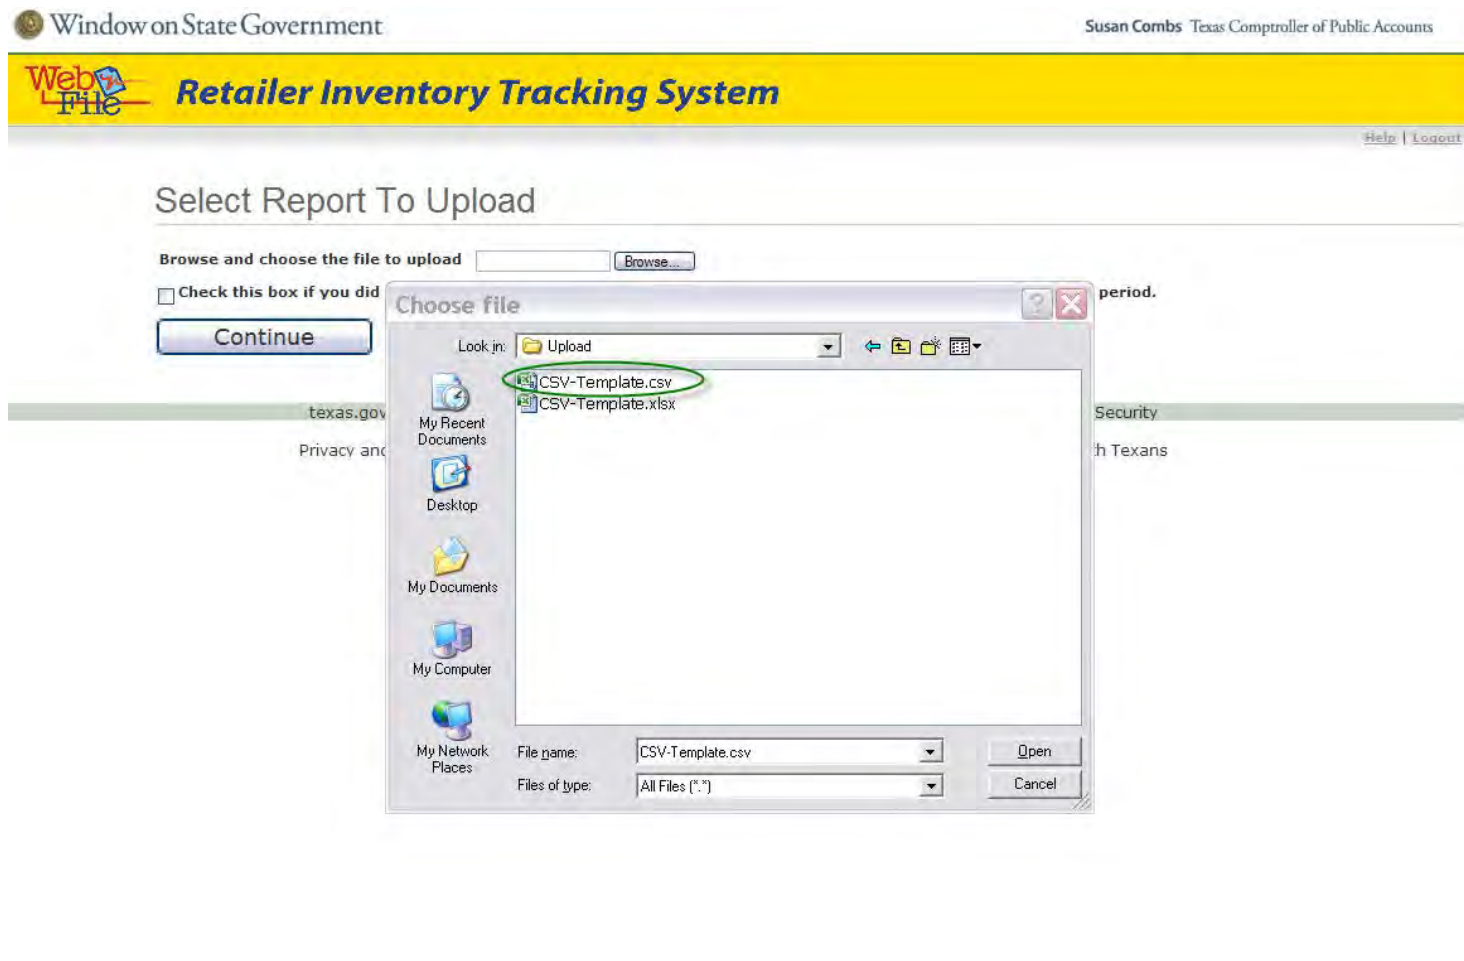 Window on State Government
Susan Combs Texas Comptroller of Public Accounts
Web File
Retailer Inventory Tracking System
Help | Logout
Select Report To Upload
Browse and choose the file to upload Browse...
Check this box if you did period.
Continue
Choose file
Look in: Upload
CSV-Template.csv
CSV-Template.xlsx
My Recent
Documents
Desktop
My Documents
My Computer
My Network
Places
File name: CSV-Template.csv Open
Files of type: All Files (*.*) Cancel
texas.gov Security
Privacy and h Texans